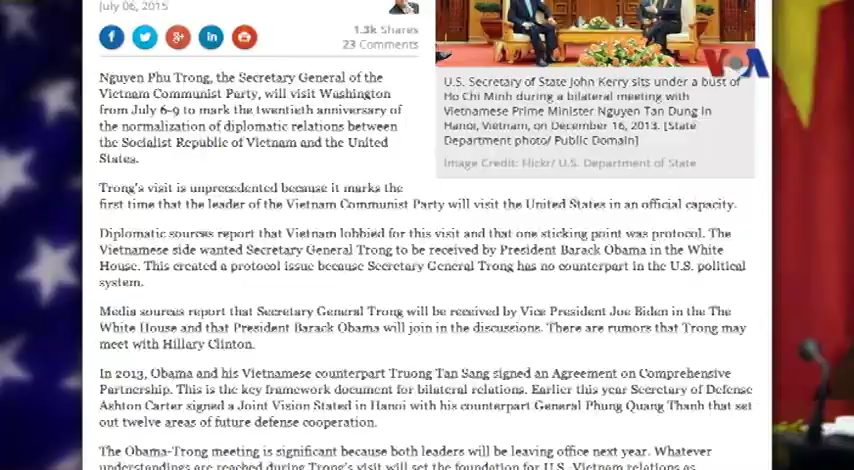 July 06, 2015
1.3k Shares
23 Comments
VOA
U.S. Secretary of State John Kerry sits under a bust of
Ho Chi Minh during a bilateral meeting with
Vietnamese Prime Minister Nguyen Tan Dung in
Hanoi, Vietnam, on December 16, 2013. [State
Department photo/ Public Domain]
Image Credit: Flickr/ U.S. Department of State
Nguyen Phu Trong, the Secretary General of the
Vietnam Communist Party, will visit Washington
from July 6-9 to mark the twentieth anniversary of
the normalization of diplomatic relations between
the Socialist Republic of Vietnam and the United
States.
Trong's visit is unprecedented because it marks the
first time that the leader of the Vietnam Communist Party will visit the United States in an official capacity.
Diplomatic sources report that Vietnam lobbied for this visit and that one sticking point was protocol. The
Vietnamese side wanted Secretary General Trong to be received by President Barack Obama in the White
House. This created a protocol issue because Secretary General Trong has no counterpart in the U.S. political
system.
Media sources report that Secretary General Trong will be received by Vice President Joe Biden in the The
White House and that President Barack Obama will join in the discussions. There are rumors that Trong may
meet with Hillary Clinton.
In 2013, Obama and his Vietnamese counterpart Truong Tan Sang signed an Agreement on Comprehensive
Partnership. This is the key framework document for bilateral relations. Earlier this year Secretary of Defense
Ashton Carter signed a Joint Vision Stated in Hanoi with his counterpart General Phung Quang Thanh that set
out twelve areas of future defense cooperation.
The Obama-Trong meeting is significant because both leaders will be leaving office next year. Whatever
understandings are reached during Trong's visit will set the foundation for U.S.-Vietnam relations as